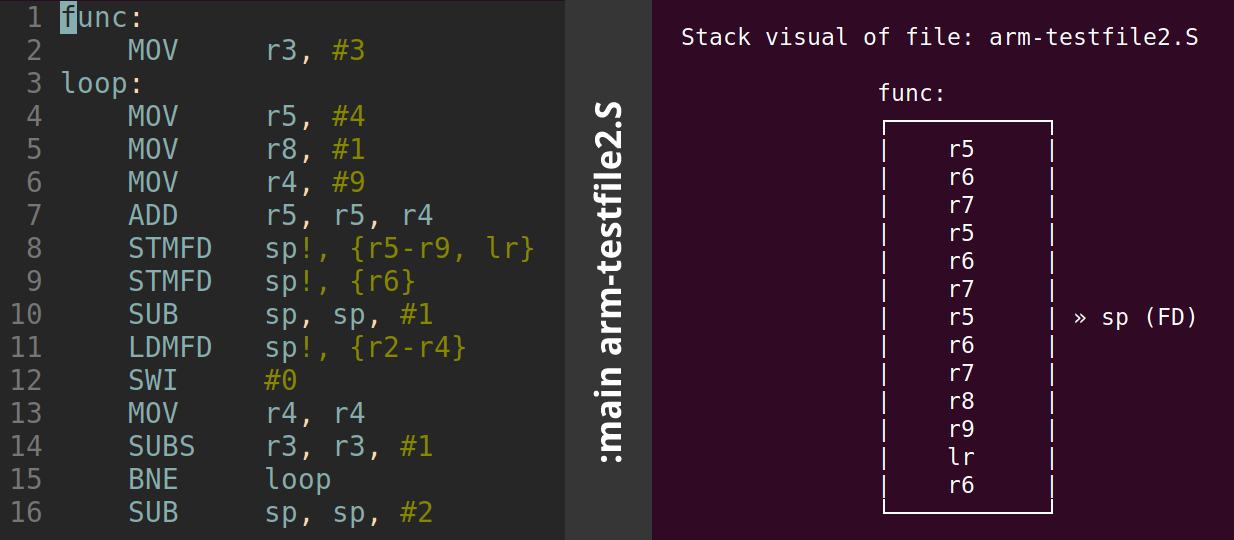 1 func:
2 MOV r3, #3
3 loop:
4 MOV r5, #4
5 MOV r8, #1
6 MOV r4, #9
7 ADD r5, r5, r4
8 STMFD sp!, {r5-r9, lr}
9 STMFD sp!, {r6}
10 SUB sp, sp, #1
11 LDMFD sp!, {r2-r4}
12 SWI #0
13 MOV r4, r4
14 SUBS r3, r3, #1
15 BNE loop
16 SUB sp, sp, #2
:main arm-testfile2.S
Stack visual of file: arm-testfile2.S
func:
| r5 |
| r6 |
| r7 |
| r5 |
| r6 |
| r7 |
| r5 | » sp (FD)
| r6 |
| r7 |
| r8 |
| r9 |
| lr |
| r6 |